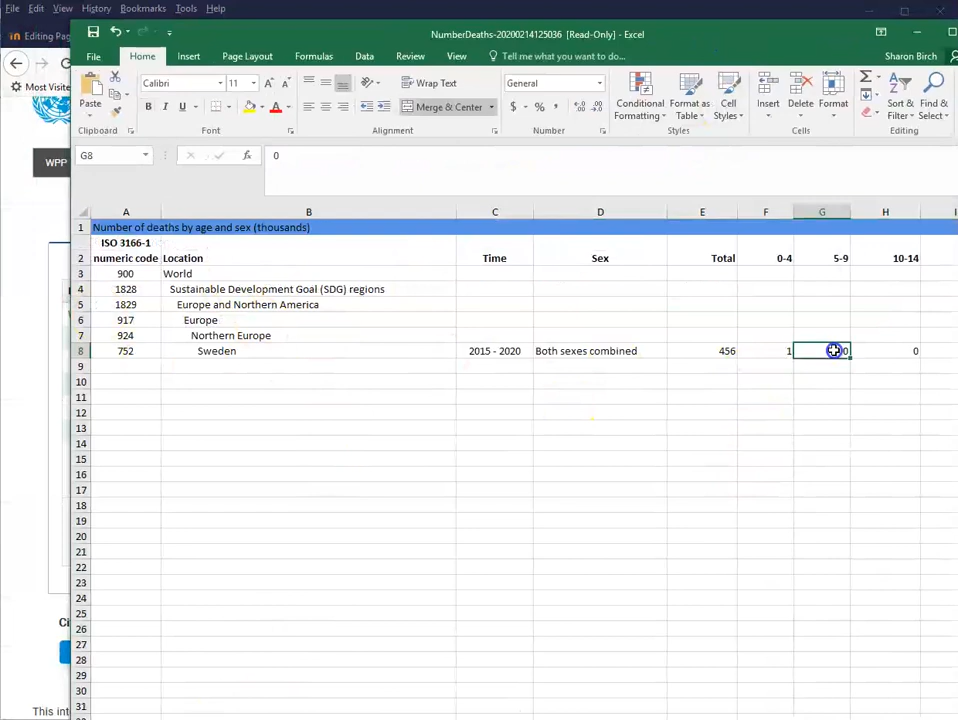 File Edit View History Bookmarks Tools Help
NumberDeaths-20200214125036 [Read-Only] - Excel
Editing Pag
File Home Insert Page Layout Formulas Data Review View Tell me what you want to do... Sharon Birch
Most Visite
Paste Calibri 11 Wrap Text General Conditional Formatting Format as Table Cell Styles Insert Delete Format Sort & Filter Find & Select
B I U A Merge & Center $ %
Clipboard Font Alignment Number Styles Cells Editing
WPP
G8 fx 0
A B C D E F G H I
1 Number of deaths by age and sex (thousands)
ISO 3166-1
2 numeric code Location Time Sex Total 0-4 5-9 10-14
3 900 World
4 1828 Sustainable Development Goal (SDG) regions
5 1829 Europe and Northern America
6 917 Europe
7 924 Northern Europe
8 752 Sweden 2015 - 2020 Both sexes combined 456 1 0 0
9
10
11
12
13
14
15
16
17
18
19
20
21
22
23
24
25
26
Ci
27
28
29
30
31
This int